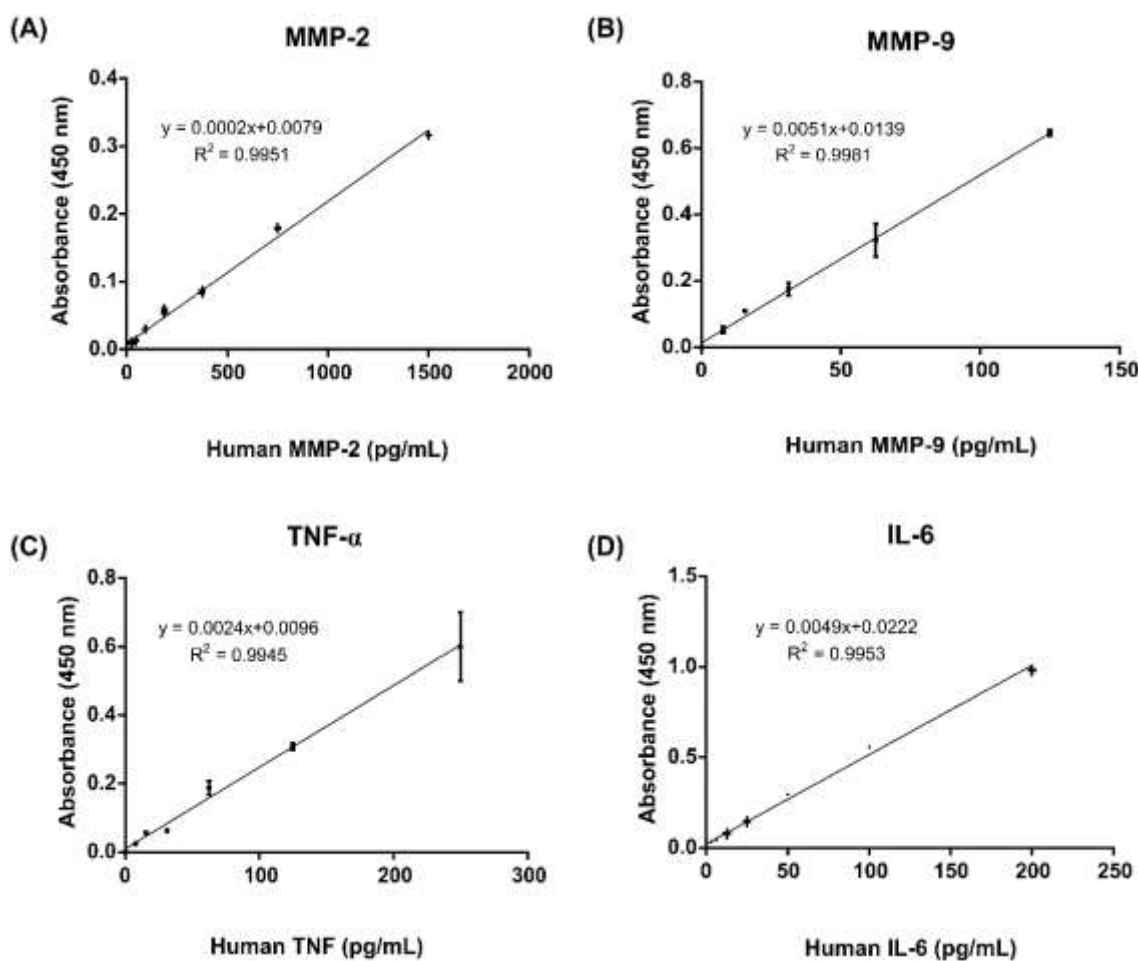 (A)
MMP-2
Absorbance (450 nm)
0.4
0.3
0.2
0.1
0.0
y = 0.0002x+0.0079
R² = 0.9951
0 500 1000 1500 2000
Human MMP-2 (pg/mL)
(B)
MMP-9
Absorbance (450 nm)
0.8
0.6
0.4
0.2
0.0
y = 0.0051x+0.0139
R² = 0.9981
0 50 100 150
Human MMP-9 (pg/mL)
(C)
TNF-α
Absorbance (450 nm)
0.8
0.6
0.4
0.2
0.0
y = 0.0024x+0.0096
R² = 0.9945
0 100 200 300
Human TNF (pg/mL)
(D)
IL-6
Absorbance (450 nm)
1.5
1.0
0.5
0.0
y = 0.0049x+0.0222
R² = 0.9953
0 50 100 150 200 250
Human IL-6 (pg/mL)